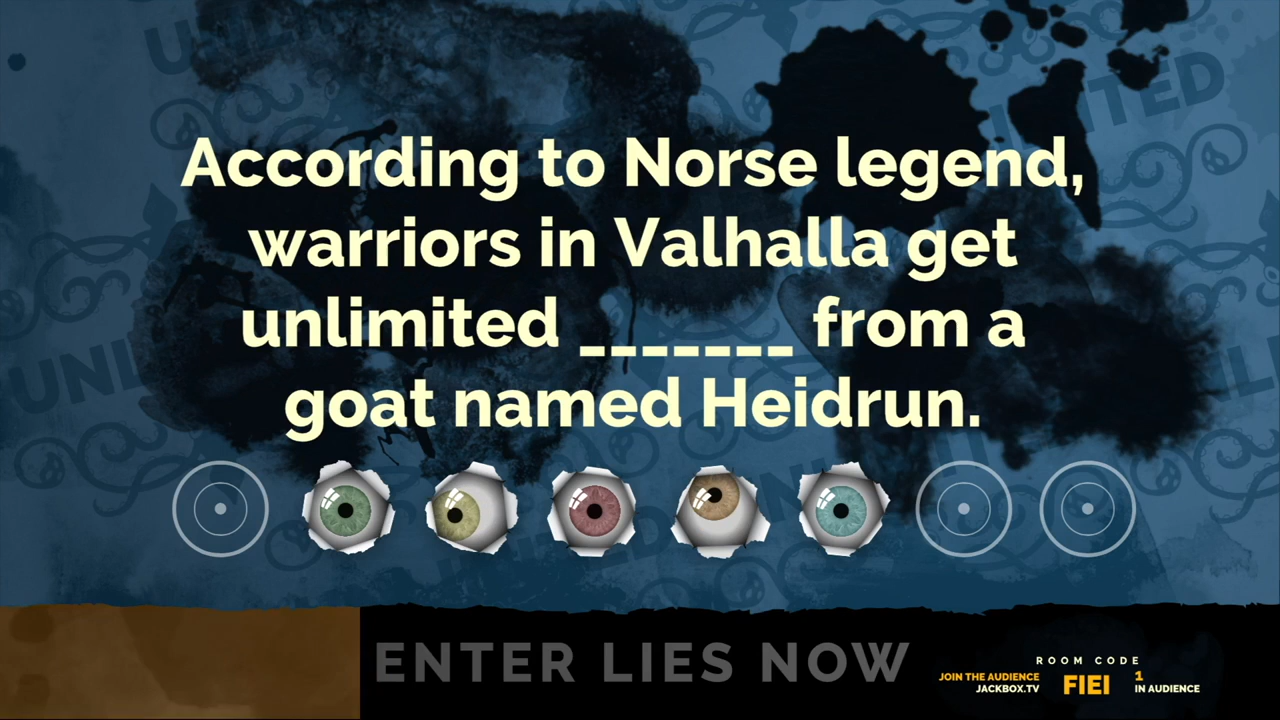 According to Norse legend,
warriors in Valhalla get
unlimited _______ from a
goat named Heidrun.
ENTER LIES NOW
ROOM CODE
JOIN THE AUDIENCE
JACKBOX.TV
FIEI
1
IN AUDIENCE